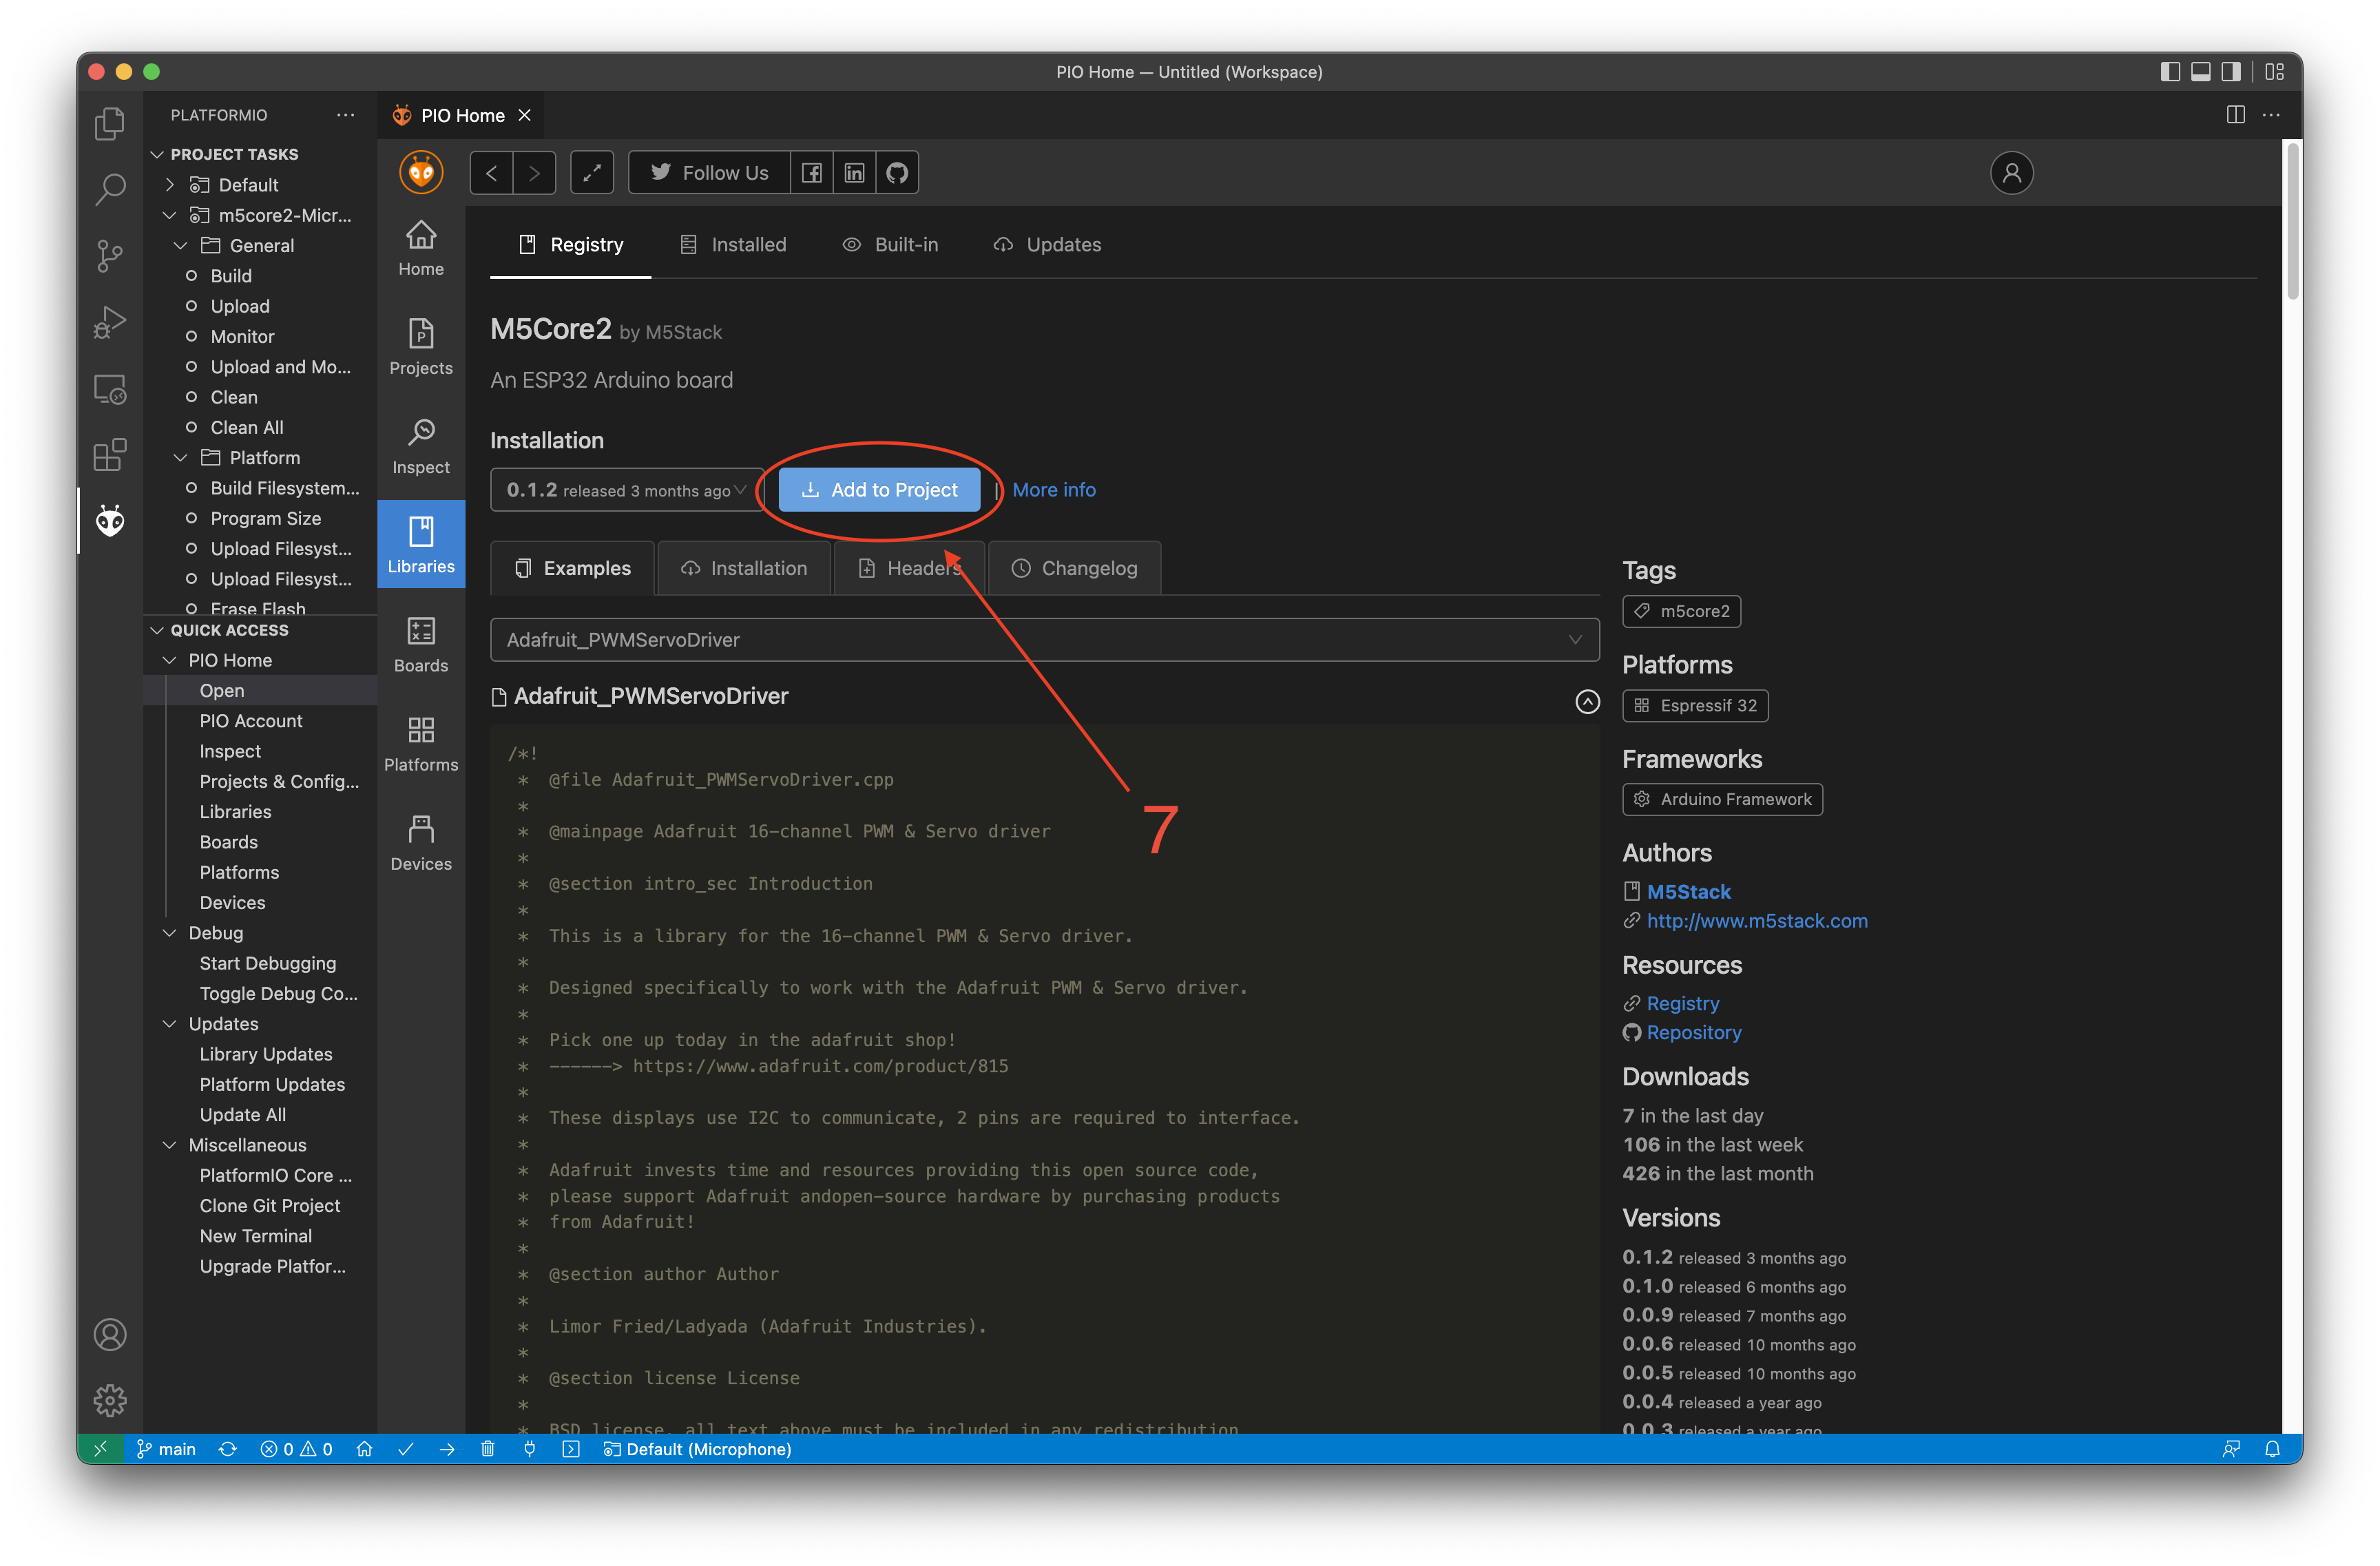 PIO Home — Untitled (Workspace)
PLATFORMIO
PROJECT TASKS
Default
m5core2-Micr...
General
Build
Upload
Monitor
Upload and Mo...
Clean
Clean All
Platform
Build Filesystem...
Program Size
Upload Filesyst...
Upload Filesyst...
Erase Flash
QUICK ACCESS
PIO Home
Open
PIO Account
Inspect
Projects & Config...
Libraries
Boards
Platforms
Devices
Debug
Start Debugging
Toggle Debug Co...
Updates
Library Updates
Platform Updates
Update All
Miscellaneous
PlatformIO Core ...
Clone Git Project
New Terminal
Upgrade Platfor...
PIO Home
Follow Us
Home
Projects
Inspect
Libraries
Boards
Platforms
Devices
Registry Installed Built-in Updates
M5Core2 by M5Stack
An ESP32 Arduino board
Installation
0.1.2 released 3 months ago Add to Project | More info
Examples Installation Headers Changelog
Adafruit_PWMServoDriver
Adafruit_PWMServoDriver
/*!
* @file Adafruit_PWMServoDriver.cpp
*
* @mainpage Adafruit 16-channel PWM & Servo driver
*
* @section intro_sec Introduction
*
* This is a library for the 16-channel PWM & Servo driver.
*
* Designed specifically to work with the Adafruit PWM & Servo driver.
*
* Pick one up today in the adafruit shop!
* ------> https://www.adafruit.com/product/815
*
* These displays use I2C to communicate, 2 pins are required to interface.
*
* Adafruit invests time and resources providing this open source code,
* please support Adafruit andopen-source hardware by purchasing products
* from Adafruit!
*
* @section author Author
*
* Limor Fried/Ladyada (Adafruit Industries).
*
* @section license License
*
* BSD license, all text above must be included in any redistribution
7
Tags
m5core2
Platforms
Espressif 32
Frameworks
Arduino Framework
Authors
M5Stack
http://www.m5stack.com
Resources
Registry
Repository
Downloads
7 in the last day
106 in the last week
426 in the last month
Versions
0.1.2 released 3 months ago
0.1.0 released 6 months ago
0.0.9 released 7 months ago
0.0.6 released 10 months ago
0.0.5 released 10 months ago
0.0.4 released a year ago
0.0.3 released a year ago
main 0 0 Default (Microphone)